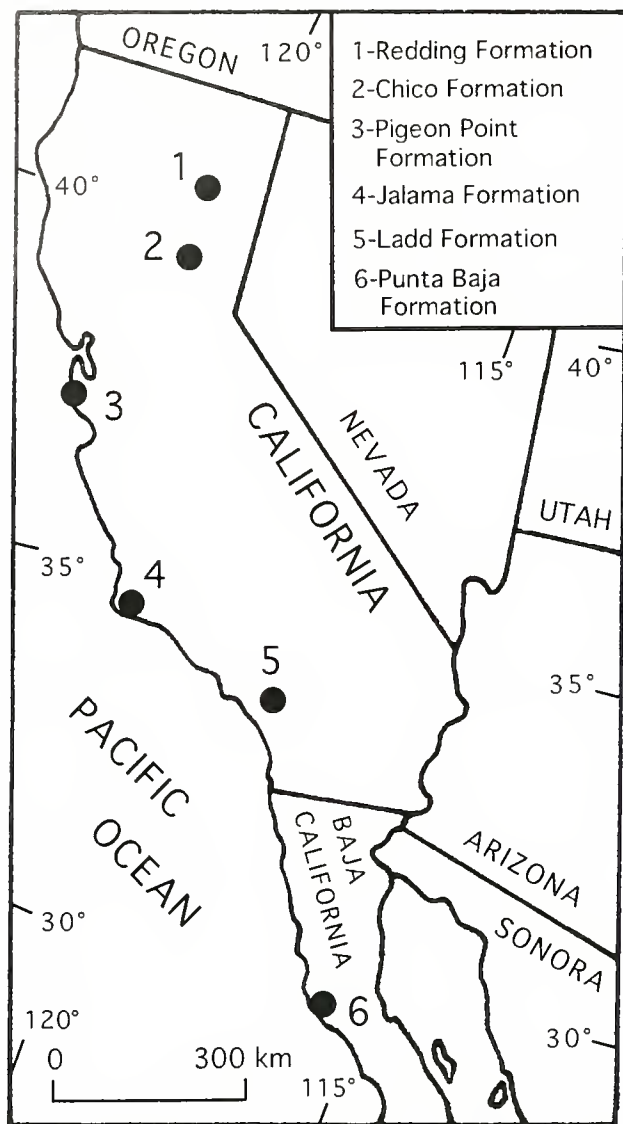 OREGON
120°
1-Redding Formation
2-Chico Formation
3-Pigeon Point
Formation
4-Jalama Formation
5-Ladd Formation
6-Punta Baja
Formation
40°
1
2
3
115°
40°
CALIFORNIA
NEVADA
UTAH
35°
4
5
35°
PACIFIC
OCEAN
BAJA
CALIFORNIA
ARIZONA
SONORA
30°
6
120°
0 300 km
115°
30°